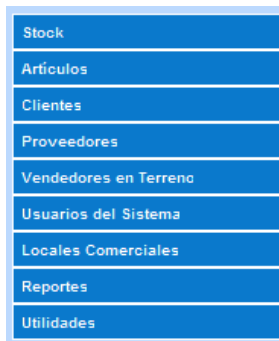 Stock
Artículos
Clientes
Proveedores
Vendedores en Terreno
Usuarios del Sistema
Locales Comerciales
Reportes
Utilidades